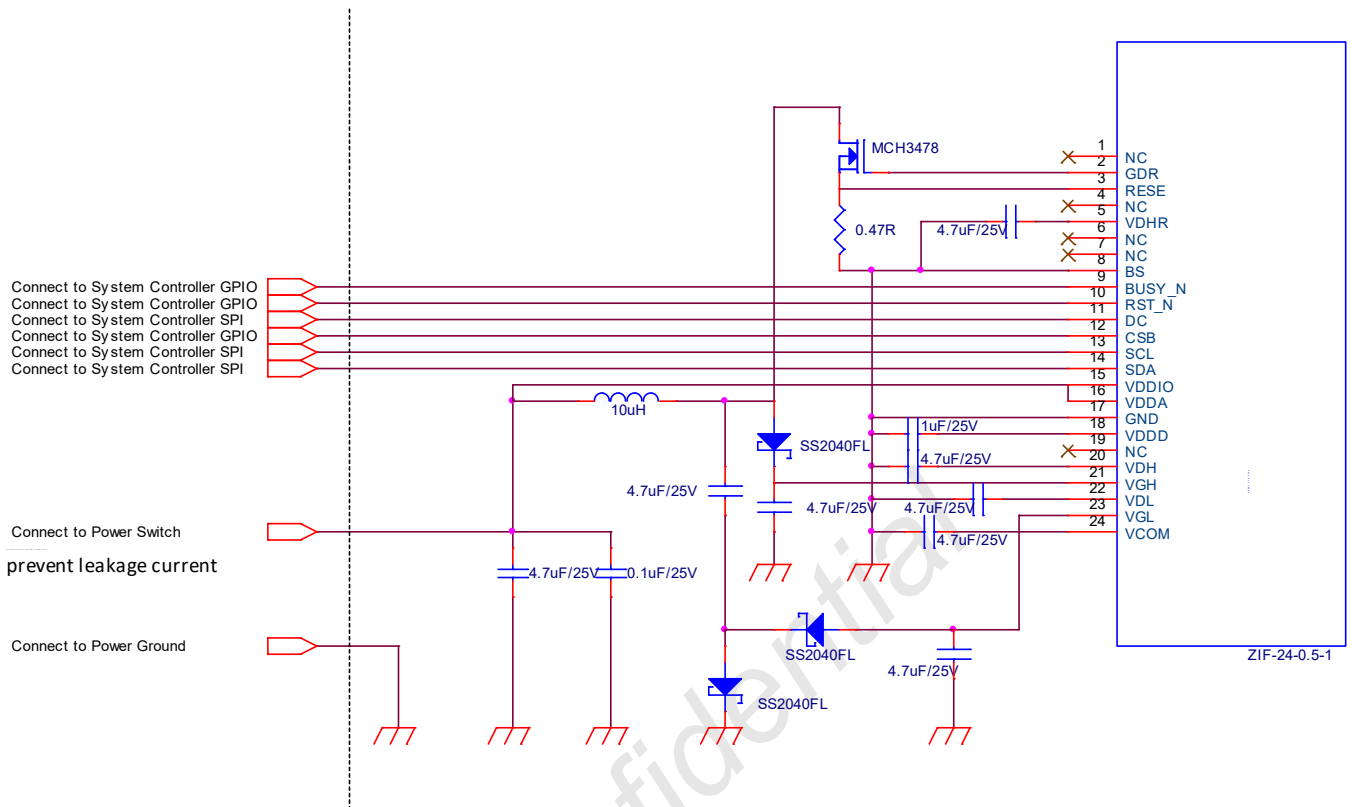 MCH3478
0.47R
4.7uF/25V
1
2
3
4
5
6
7
8
9
10
11
12
13
14
15
16
17
18
19
20
21
22
23
24
NC
GDR
RESE
NC
VDHR
NC
NC
BS
BUSY_N
RST_N
DC
CSB
SCL
SDA
VDDIO
VDDA
GND
VDDD
NC
VDH
VGH
VDL
VGL
VCOM
ZIF-24-0.5-1
Connect to System Controller GPIO
Connect to System Controller GPIO
Connect to System Controller SPI
Connect to System Controller GPIO
Connect to System Controller SPI
Connect to System Controller SPI
10uH
SS2040FL
1uF/25V
4.7uF/25V
4.7uF/25V
4.7uF/25V
4.7uF/25V
4.7uF/25V
Connect to Power Switch
prevent leakage current
4.7uF/25V
0.1uF/25V
Connect to Power Ground
SS2040FL
4.7uF/25V
SS2040FL
fidential